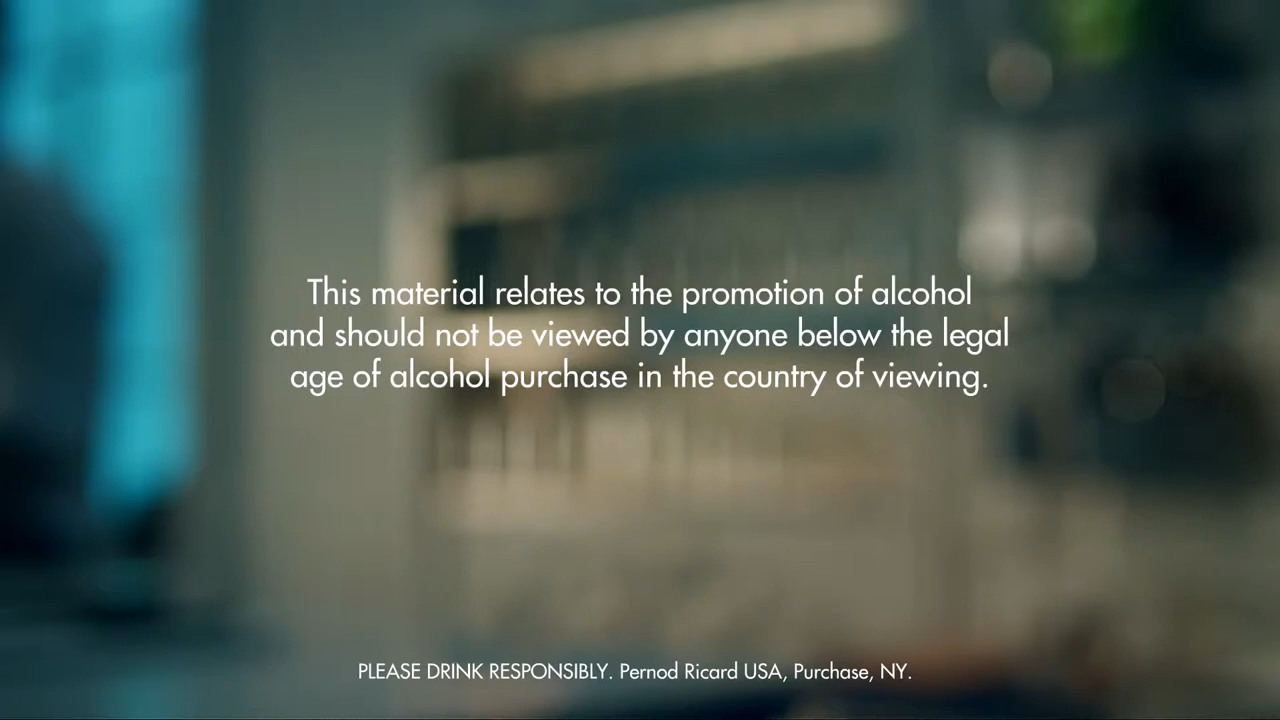 This material relates to the promotion of alcohol
and should not be viewed by anyone below the legal
age of alcohol purchase in the country of viewing.
PLEASE DRINK RESPONSIBLY. Pernod Ricard USA, Purchase, NY.